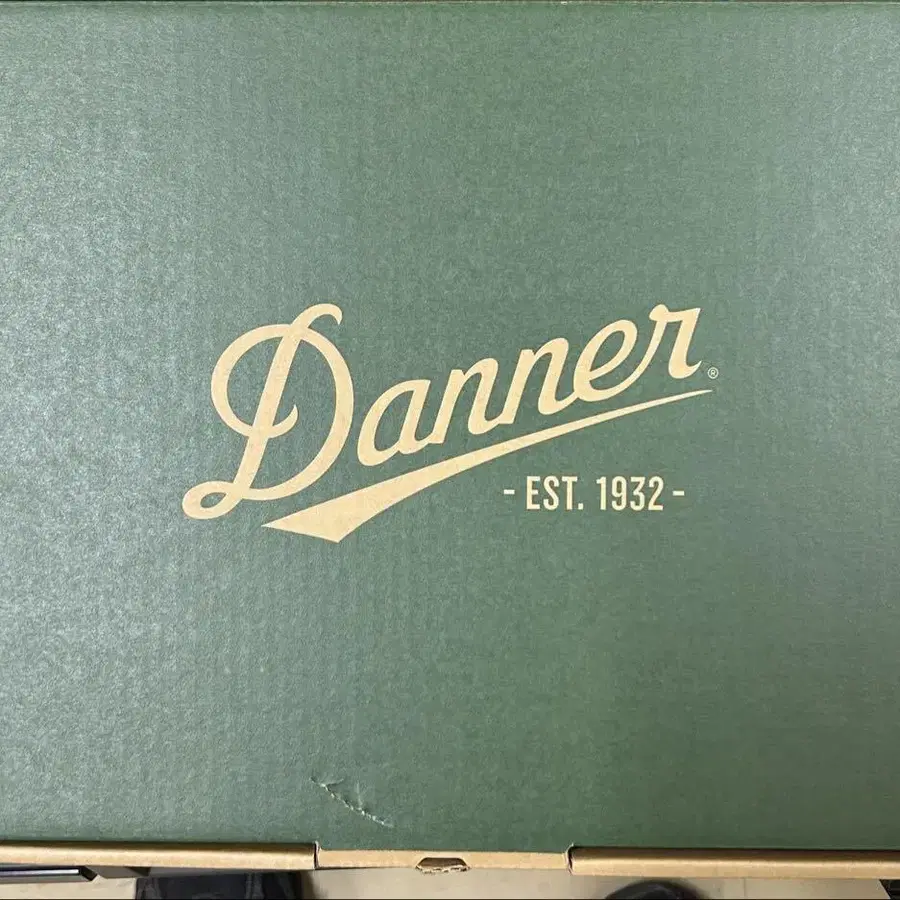 Danner®
- EST. 1932 -